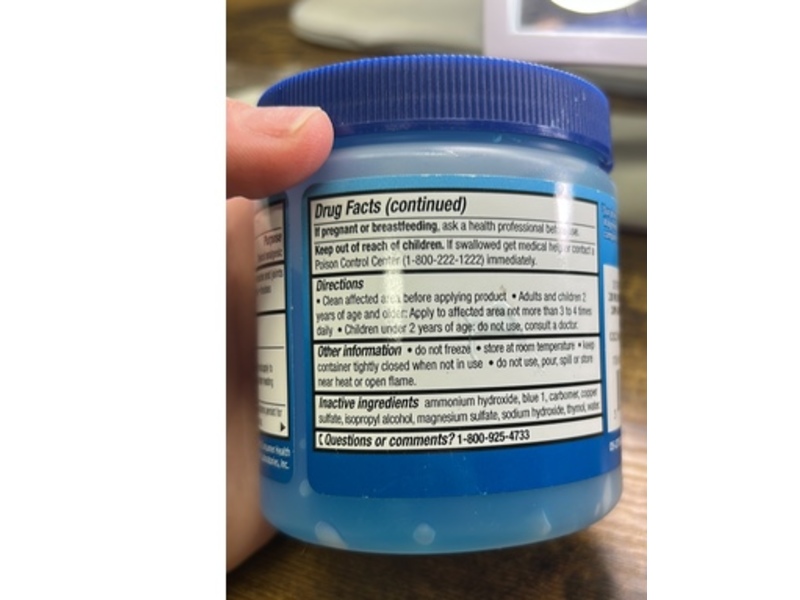 Drug Facts (continued)
If pregnant or breastfeeding, ask a health professional before use.
Keep out of reach of children. If swallowed get medical help or contact a
Poison Control Center (1-800-222-1222) immediately.
Directions
• Clean affected area before applying product • Adults and children 2
years of age and older: Apply to affected area not more than 3 to 4 times
daily • Children under 2 years of age: do not use, consult a doctor.
Other information • do not freeze • store at room temperature • keep
container tightly closed when not in use • do not use, pour, spill or store
near heat or open flame.
Inactive ingredients ammonium hydroxide, blue 1, carbomer, copper
sulfate, isopropyl alcohol, magnesium sulfate, sodium hydroxide, thymol, water
Questions or comments? 1-800-925-4733
Purpose